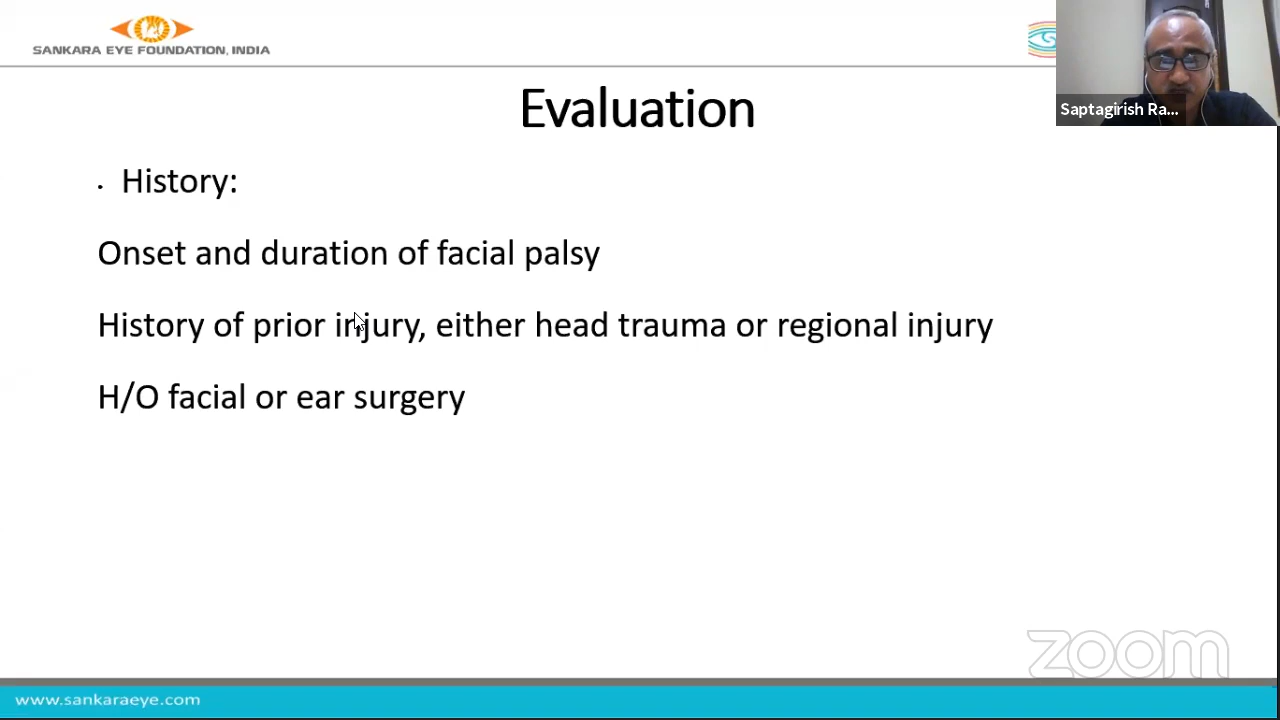 SANKARA EYE FOUNDATION, INDIA
Saptagirish Ra...
Evaluation
• History:
Onset and duration of facial palsy
History of prior injury, either head trauma or regional injury
H/O facial or ear surgery
zoom
www.sankaraeye.com